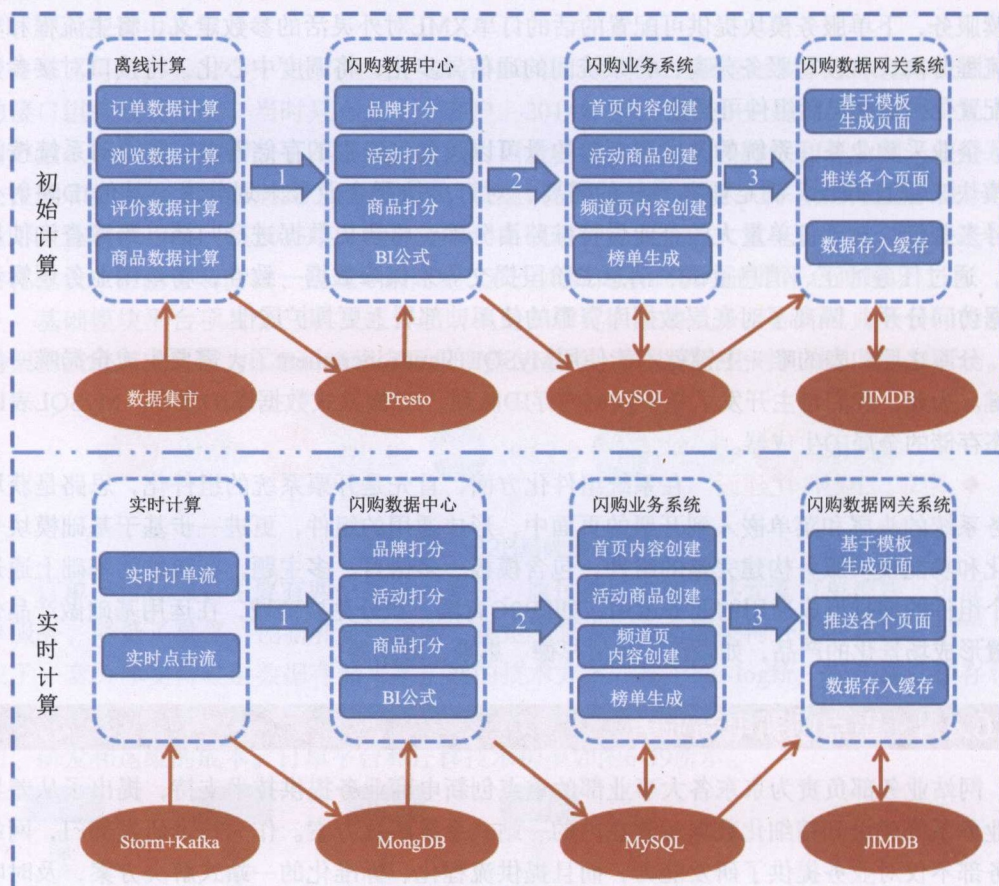 初始计算
离线计算
订单数据计算
浏览数据计算
评价数据计算
商品数据计算
1
闪购数据中心
品牌打分
活动打分
商品打分
BI公式
2
闪购业务系统
首页内容创建
活动商品创建
频道页内容创建
榜单生成
3
闪购数据网关系统
基于模板
生成页面
推送各个页面
数据存入缓存
数据集市
Presto
MySQL
JIMDB
实时计算
实时计算
实时订单流
实时点击流
1
闪购数据中心
品牌打分
活动打分
商品打分
BI公式
2
闪购业务系统
首页内容创建
活动商品创建
频道页
内容创建
榜单生成
3
闪购数据网关系统
基于模板
生成页面
推送各个页面
数据存入缓存
Storm+Kafka
MongDB
MySQL
JIMDB